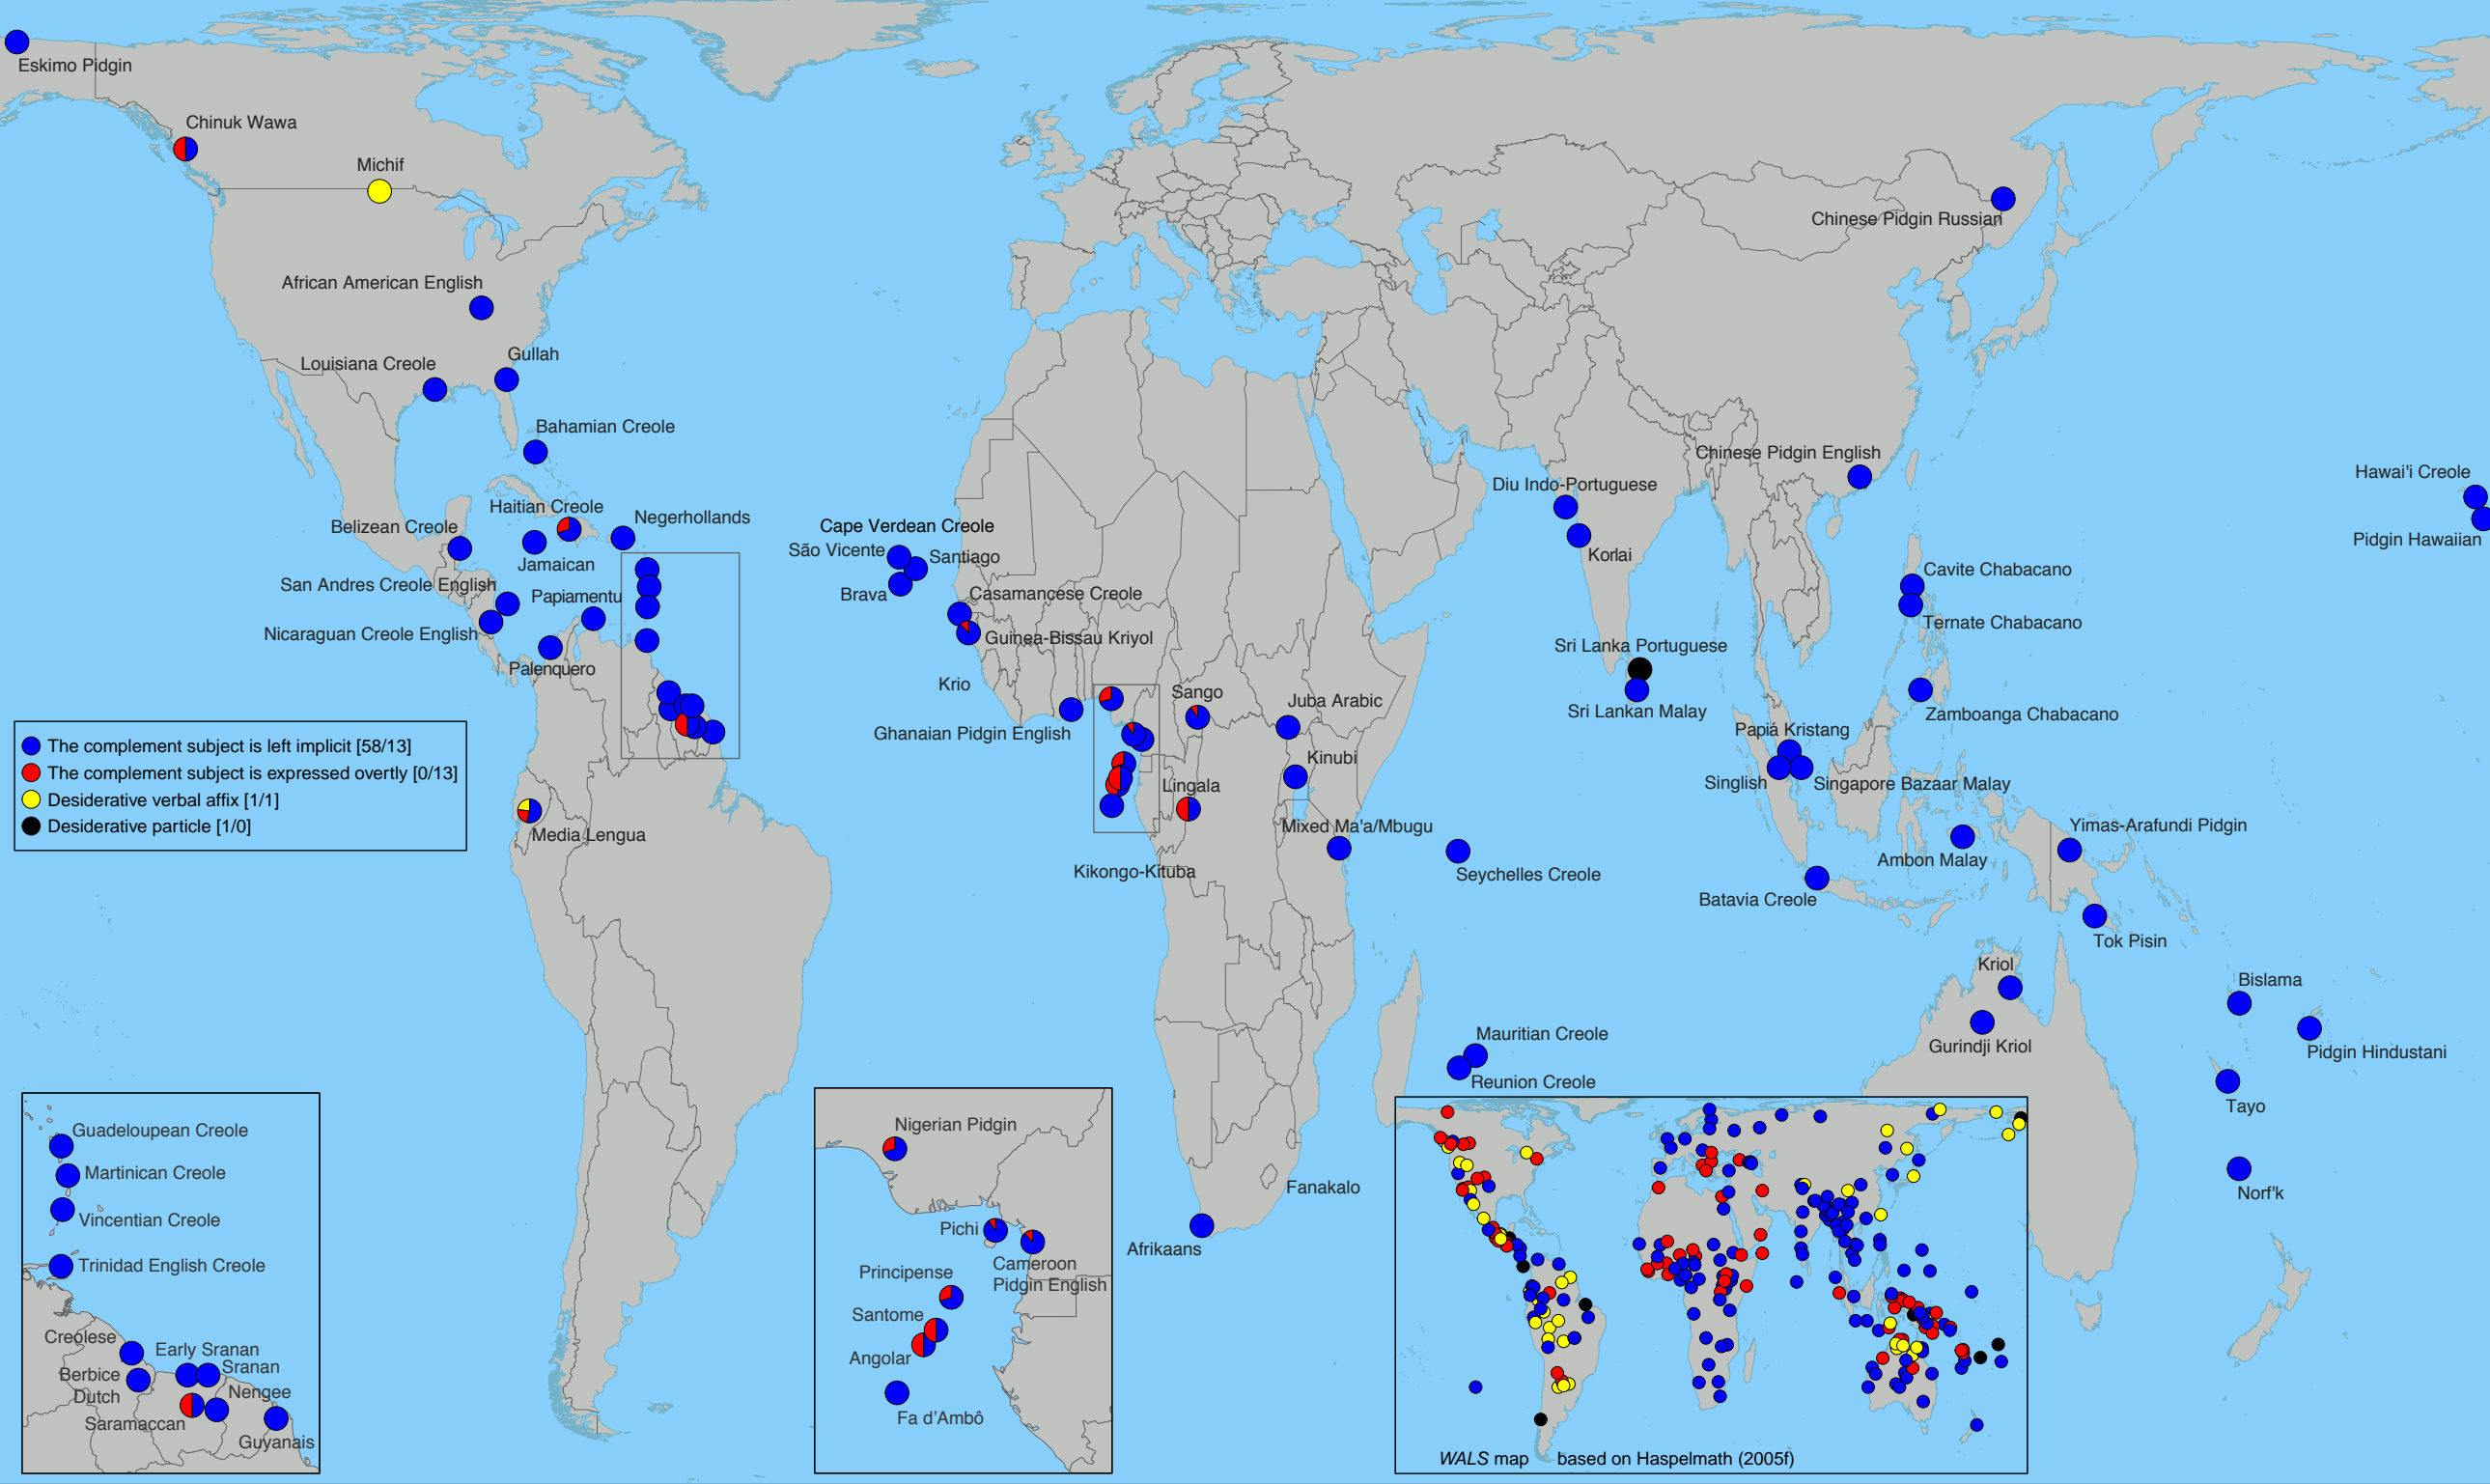 Eskimo Pidgin
Chinuk Wawa
Michif
African American English
Louisiana Creole
Gullah
Bahamian Creole
Haitian Creole
Negerhollands
Belizean Creole
Jamaican
San Andres Creole English
Papiamentu
Nicaraguan Creole English
Palenquero
Media Lengua
Cape Verdean Creole
São Vicente
Santiago
Brava
Casamancese Creole
Guinea-Bissau Kriyol
Krio
Ghanaian Pidgin English
Sango
Juba Arabic
Kinubi
Lingala
Mixed Ma'a/Mbugu
Kikongo-Kituba
Seychelles Creole
Mauritian Creole
Reunion Creole
Fanakalo
Afrikaans
Chinese Pidgin Russian
Chinese Pidgin English
Diu Indo-Portuguese
Korlai
Sri Lanka Portuguese
Sri Lankan Malay
Hawai'i Creole
Pidgin Hawaiian
Cavite Chabacano
Ternate Chabacano
Zamboanga Chabacano
Papiá Kristang
Singlish
Singapore Bazaar Malay
Ambon Malay
Batavia Creole
Yimas-Arafundi Pidgin
Tok Pisin
Kriol
Gurindji Kriol
Bislama
Pidgin Hindustani
Tayo
Norf'k
The complement subject is left implicit [58/13]
The complement subject is expressed overtly [0/13]
Desiderative verbal affix [1/1]
Desiderative particle [1/0]
Guadeloupean Creole
Martinican Creole
Vincentian Creole
Trinidad English Creole
Creolese
Early Sranan
Sranan
Berbice
Dutch
Nengee
Saramaccan
Guyanais
Nigerian Pidgin
Pichi
Cameroon
Pidgin English
Principense
Santome
Angolar
Fa d'Ambô
WALS map based on Haspelmath (2005f)